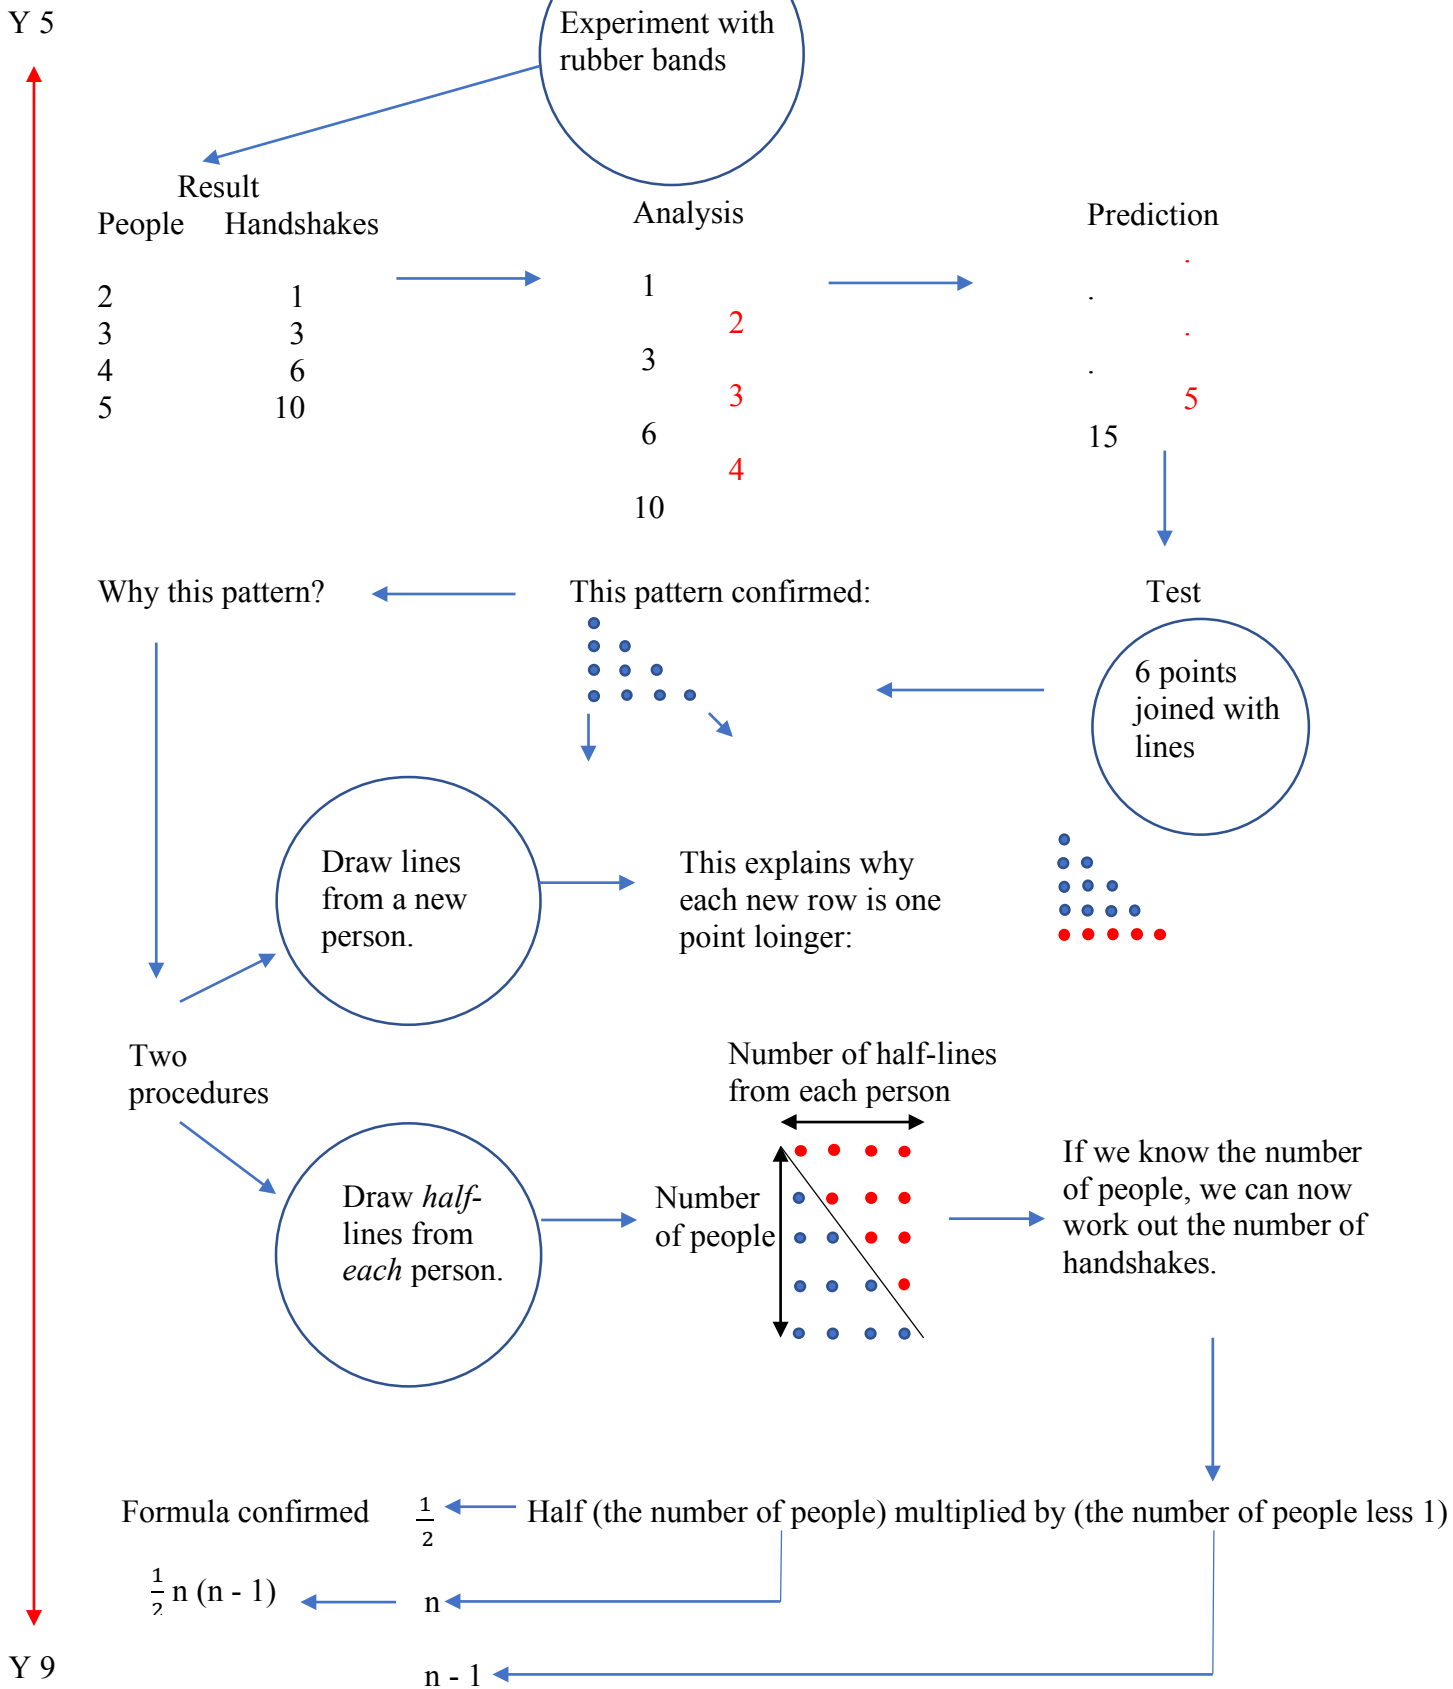 Y 5
Experiment with
rubber bands
Result
People Handshakes
2 1
3 3
4 6
5 10
Analysis
1
2
3
3
6
4
10
Prediction
.
.
.
.
5
15
Why this pattern?
This pattern confirmed:
Test
6 points
joined with
lines
Draw lines
from a new
person.
This explains why
each new row is one
point loinger:
Two
procedures
Number of half-lines
from each person
Draw half-
lines from
each person.
Number
of people
If we know the number
of people, we can now
work out the number of
handshakes.
Formula confirmed 1/2 Half (the number of people) multiplied by (the number of people less 1)
1/2 n (n - 1) n
Y 9
n - 1